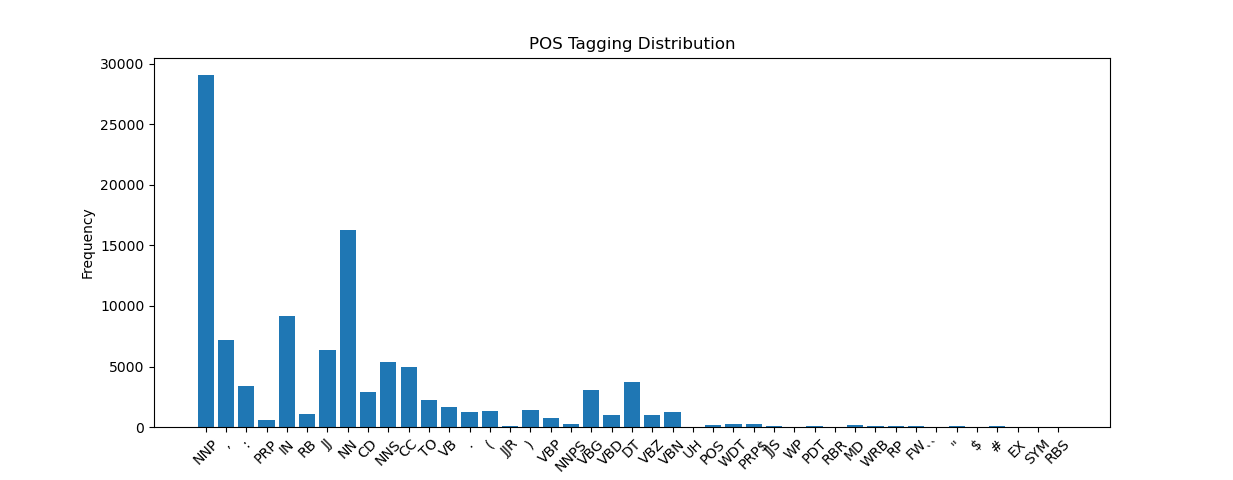 POS Tagging Distribution
30000
25000
20000
15000
10000
5000
0
Frequency
NNP , : PRP IN RB JJ NN CD NNS CC TO VB . ( JJR ) VBP NNPS VBG VBD DT VBZ VBN UH POS WDT PRP$ JJS WP PDT RBR MD WRB RP FW `` '' $ # EX SYM RBS